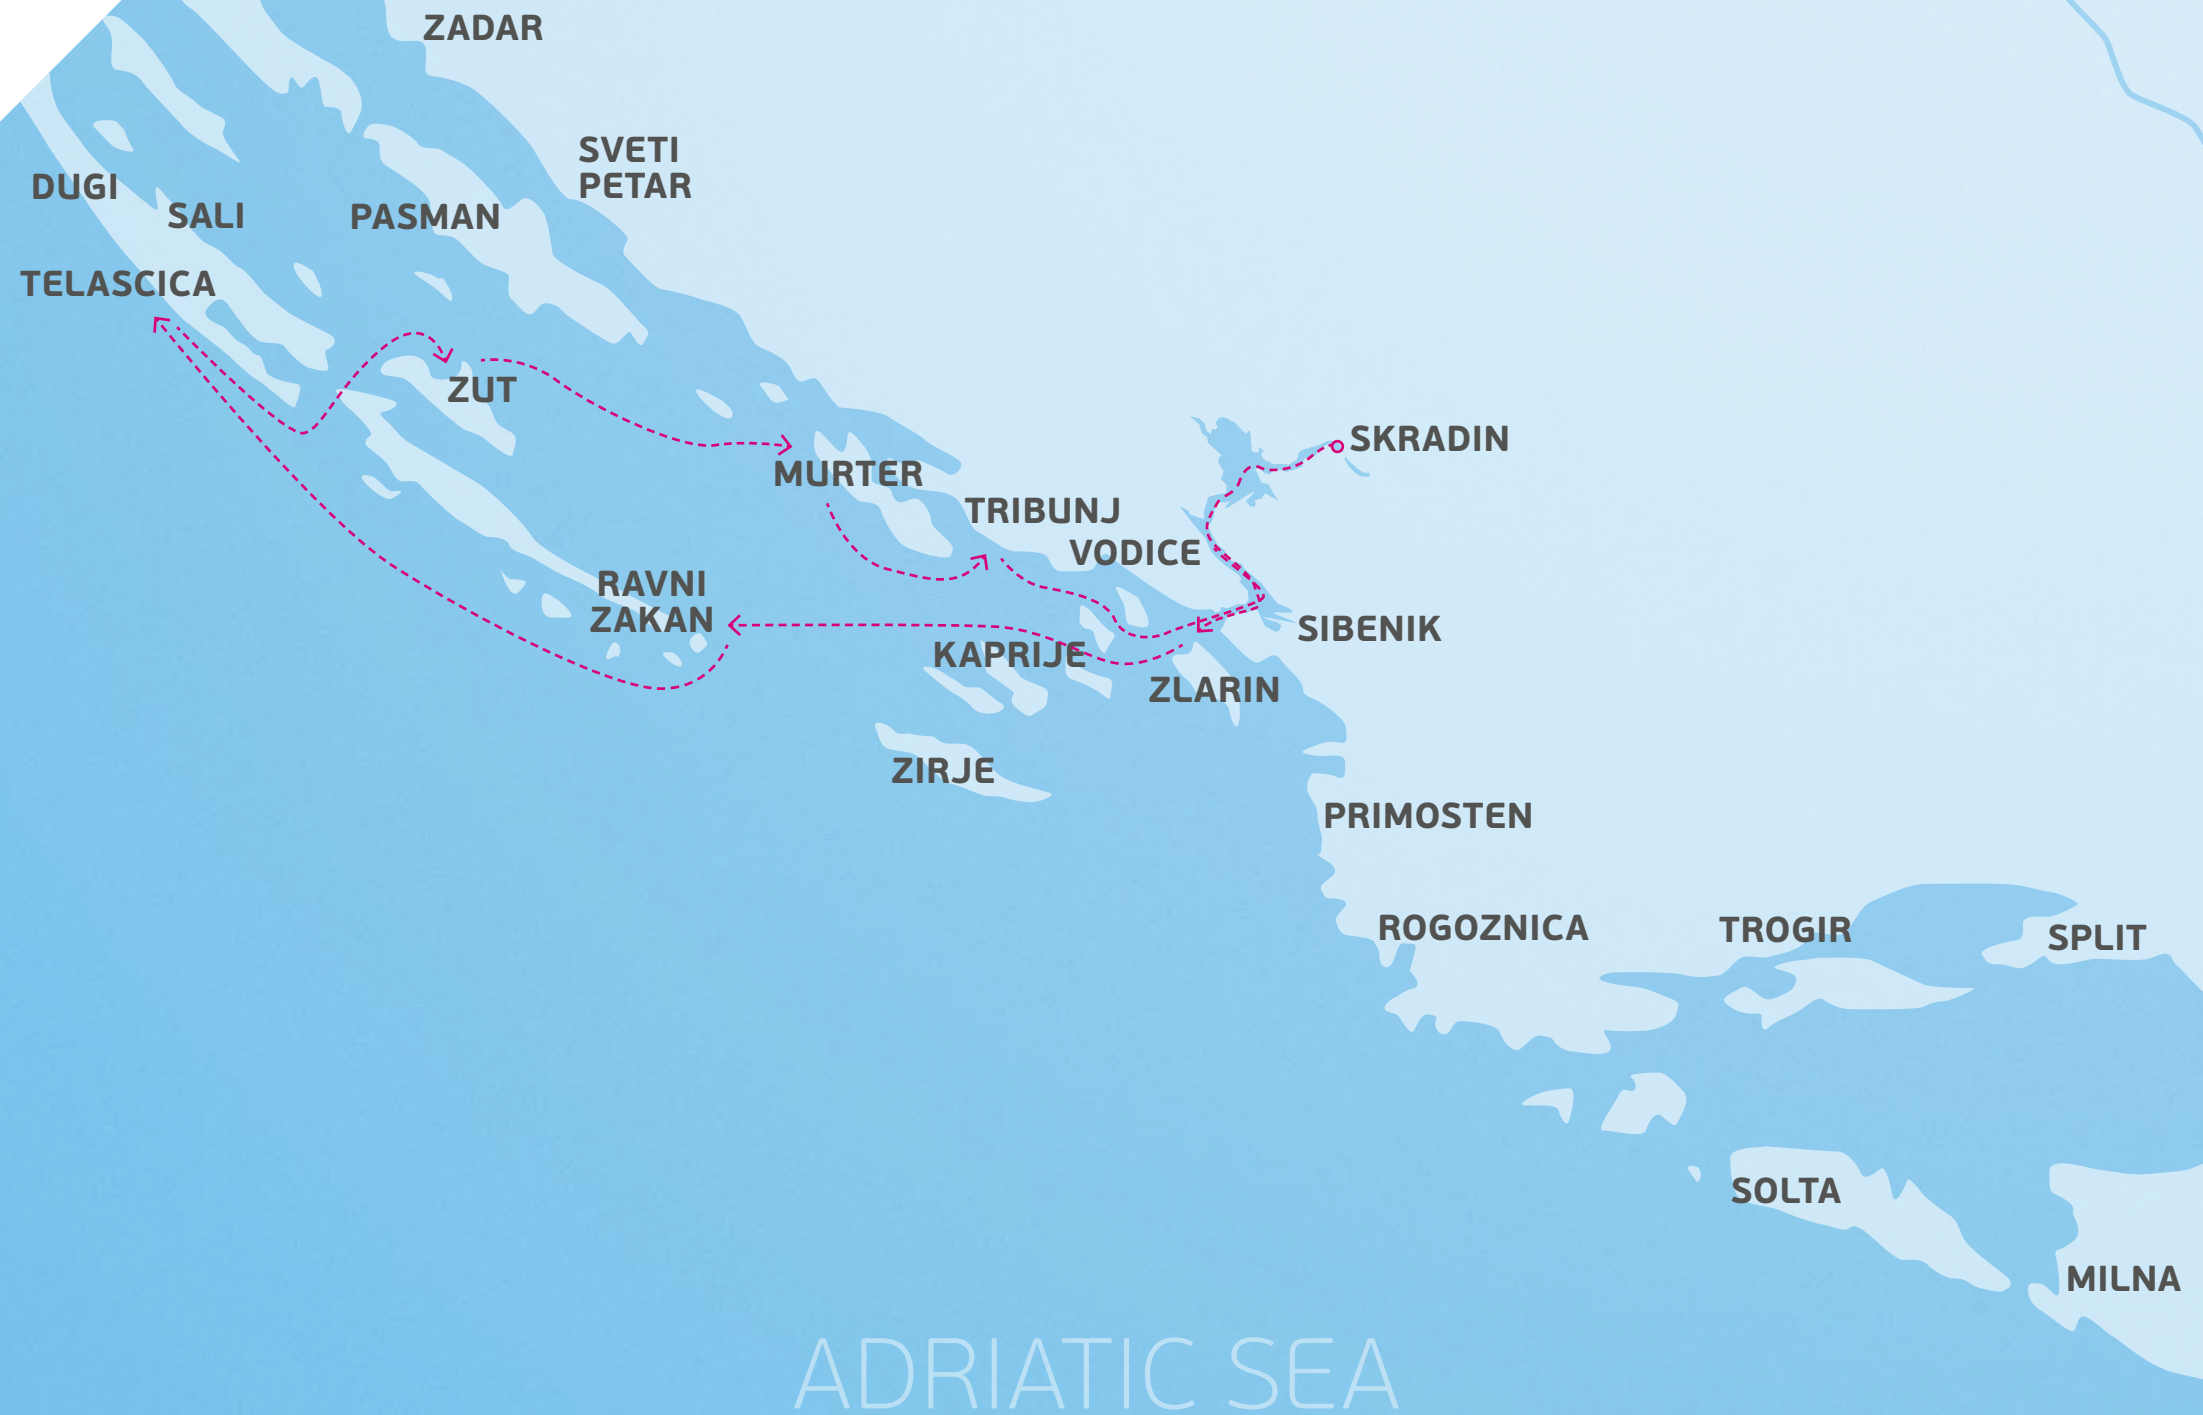 ZADAR
SVETI
PETAR
DUGI
SALI
PASMAN
TELASCICA
ZUT
SKRADIN
MURTER
TRIBUNJ
VODICE
RAVNI
ZAKAN
SIBENIK
KAPRIJE
ZLARIN
ZIRJE
PRIMOSTEN
ROGOZNICA
TROGIR
SPLIT
SOLTA
MILNA
ADRIATIC SEA